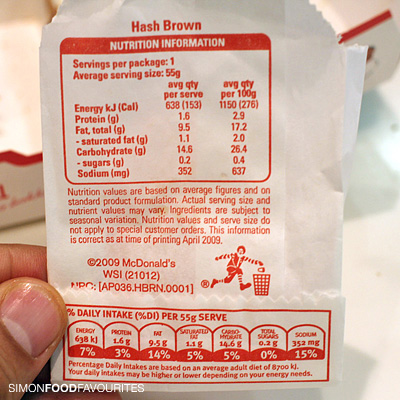 Hash Brown
NUTRITION INFORMATION
Servings per package: 1
Average serving size: 55g
avg qty per serve avg qty per 100g
Energy kJ (Cal) 638 (153) 1150 (276)
Protein (g) 1.6 2.9
Fat, total (g) 9.5 17.2
- saturated fat (g) 1.1 2.0
Carbohydrate (g) 14.6 26.4
- sugars (g) 0.2 0.4
Sodium (mg) 352 637
Nutrition values are based on average figures and on
standard product formulation. Actual serving size and
nutrient values may vary. Ingredients are subject to
seasonal variation. Nutrition values and serve size do
not apply to special customer orders. This information
is correct as at time of printing April 2009.
©2009 McDonald's
WSI (21012)
NPC: [AP036.HBRN.0001] ®
% DAILY INTAKE (%DI) PER 55g SERVE
ENERGY PROTEIN FAT SATURATED FAT CARBO-HYDRATE TOTAL SUGARS SODIUM
638 kJ 1.6 g 9.5 g 1.1 g 14.6 g 0.2 g 352 mg
7% 3% 14% 5% 5% 0% 15%
Percentage Daily Intakes are based on an average adult diet of 8700 kJ.
Your daily intakes may be higher or lower depending on your energy needs.
SIMONFOODFAVOURITES